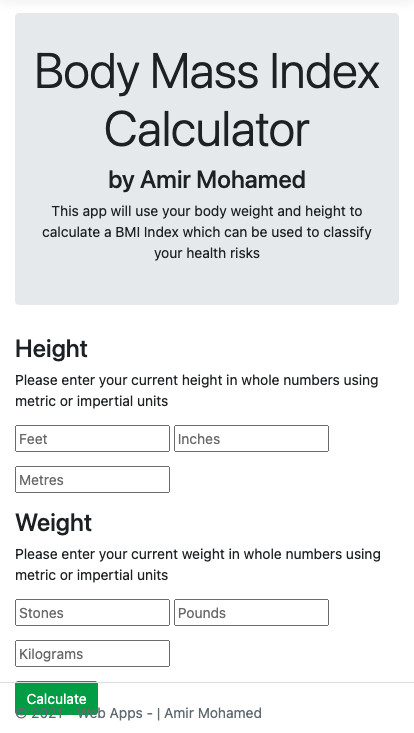 Body Mass Index
Calculator
by Amir Mohamed
This app will use your body weight and height to
calculate a BMI Index which can be used to classify
your health risks
Height
Please enter your current height in whole numbers using
metric or impertial units
Feet Inches
Metres
Weight
Please enter your current weight in whole numbers using
metric or impertial units
Stones Pounds
Kilograms
Calculate
© 2021 - Web Apps - | Amir Mohamed